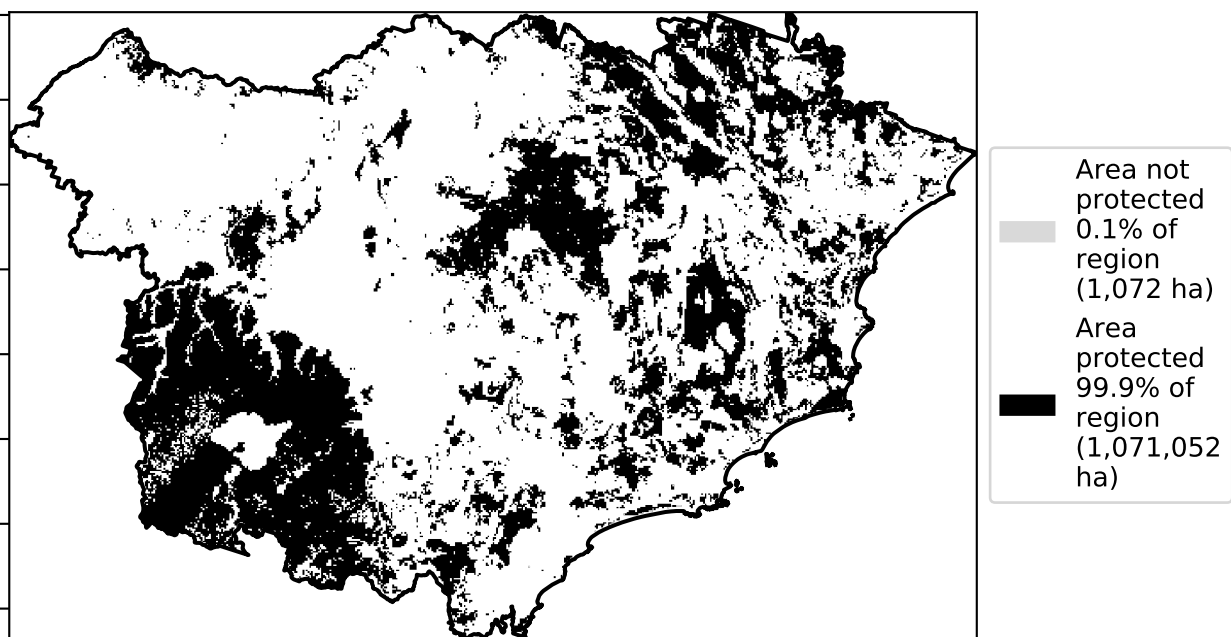 Area not
protected
0.1% of
region
(1,072 ha)
Area
protected
99.9% of
region
(1,071,052
ha)